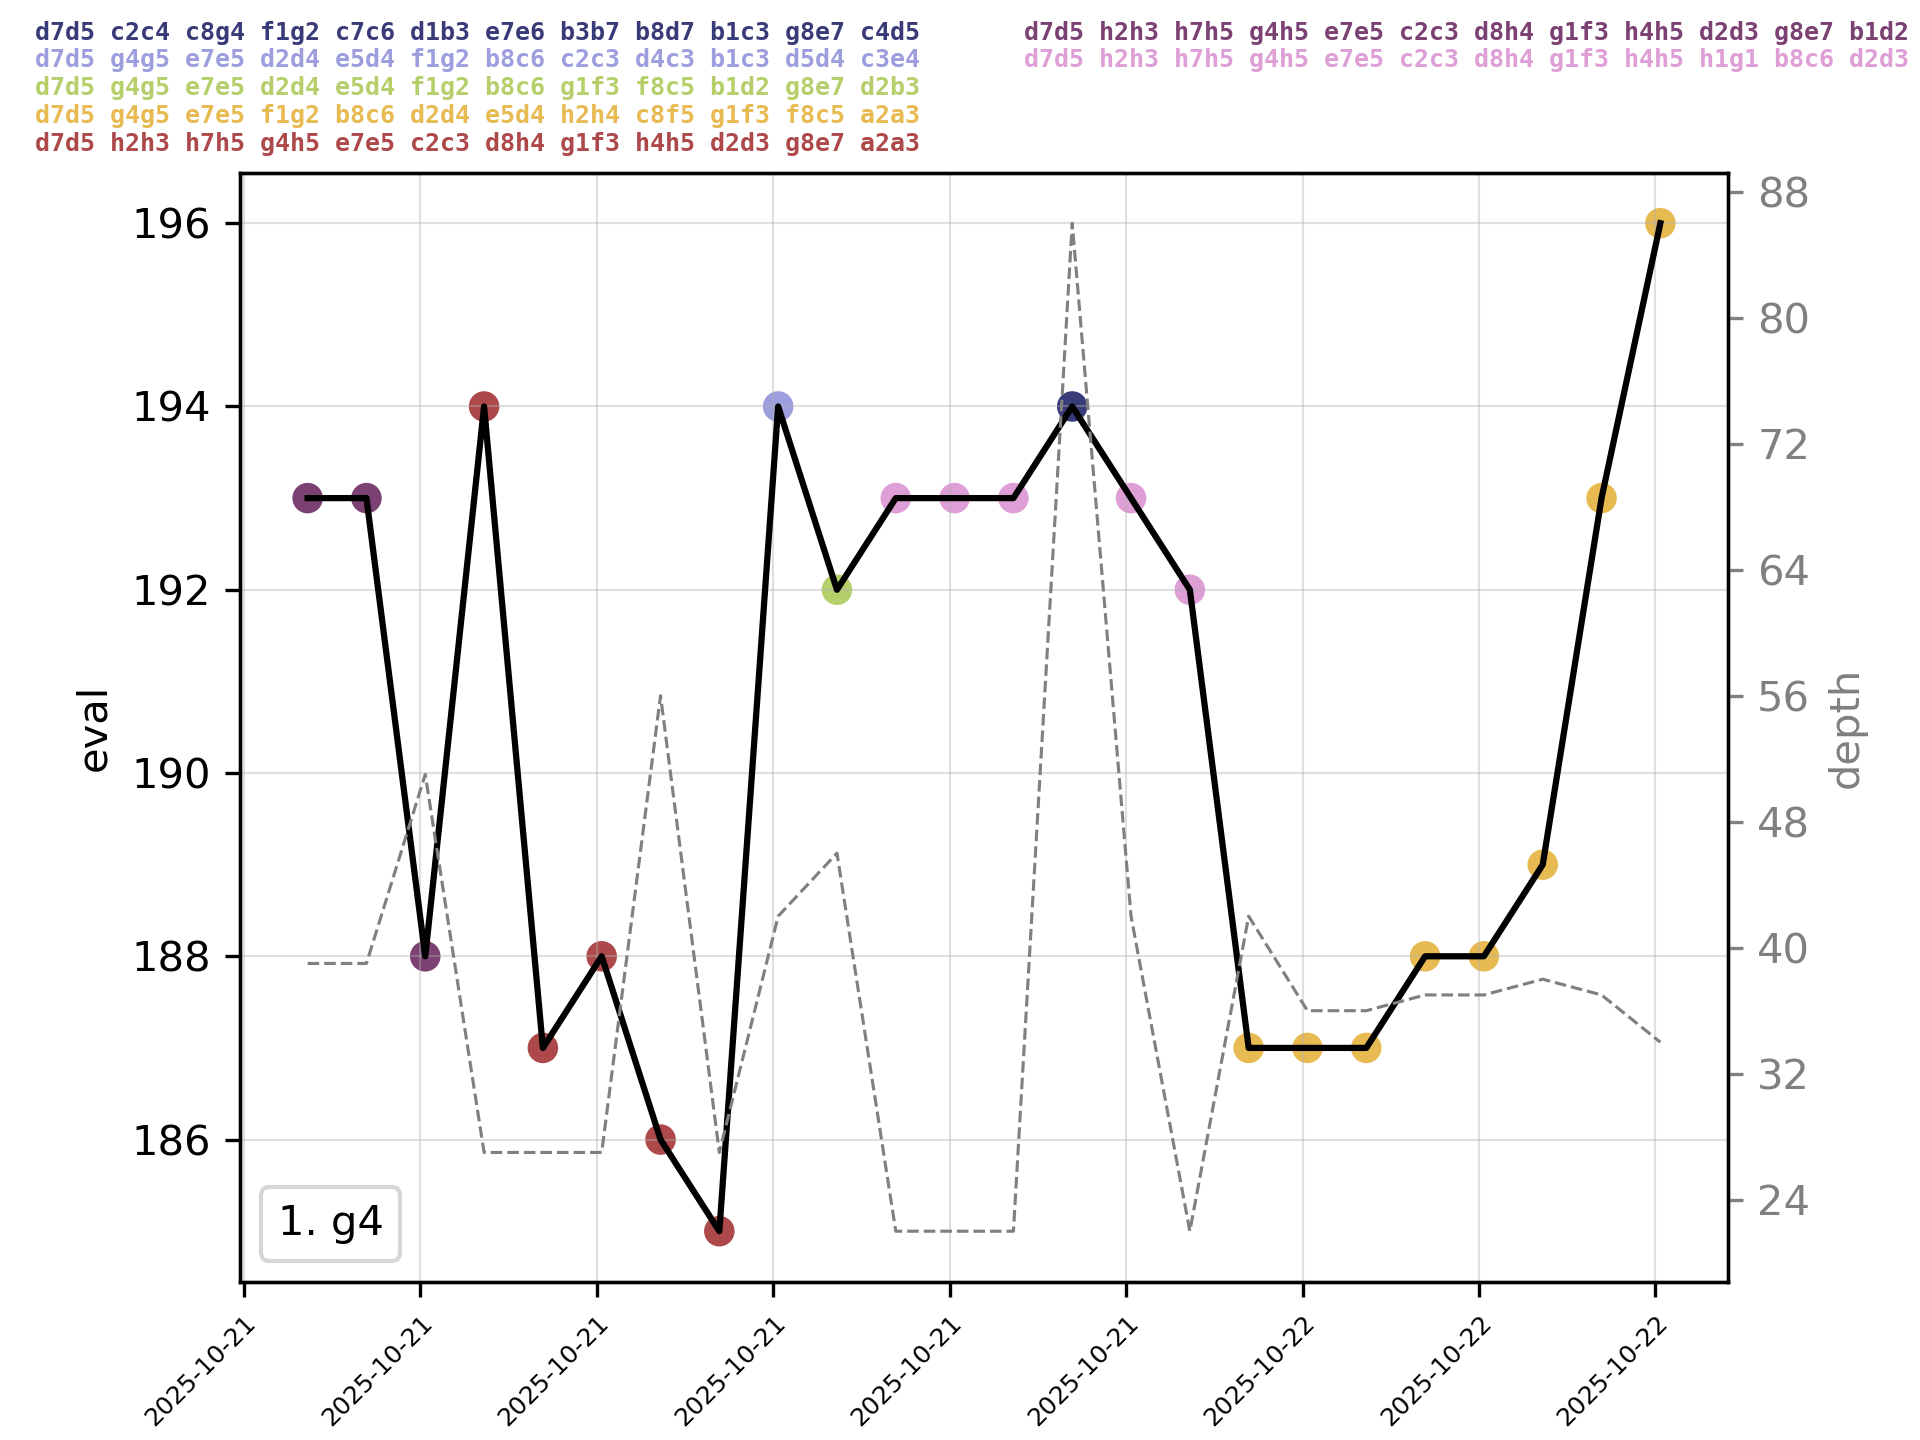 d7d5 c2c4 c8g4 f1g2 c7c6 d1b3 e7e6 b3b7 b8d7 b1c3 g8e7 c4d5
d7d5 g4g5 e7e5 d2d4 e5d4 f1g2 b8c6 c2c3 d4c3 b1c3 d5d4 c3e4
d7d5 g4g5 e7e5 d2d4 e5d4 f1g2 b8c6 g1f3 f8c5 b1d2 g8e7 d2b3
d7d5 g4g5 e7e5 f1g2 b8c6 d2d4 e5d4 h2h4 c8f5 g1f3 f8c5 a2a3
d7d5 h2h3 h7h5 g4h5 e7e5 c2c3 d8h4 g1f3 h4h5 d2d3 g8e7 a2a3
d7d5 h2h3 h7h5 g4h5 e7e5 c2c3 d8h4 g1f3 h4h5 d2d3 g8e7 b1d2
d7d5 h2h3 h7h5 g4h5 e7e5 c2c3 d8h4 g1f3 h4h5 h1g1 b8c6 d2d3
eval
196
194
192
190
188
186
88
80
72
64
56
48
40
32
24
depth
1. g4
2025-10-21
2025-10-21
2025-10-21
2025-10-21
2025-10-21
2025-10-21
2025-10-22
2025-10-22
2025-10-22